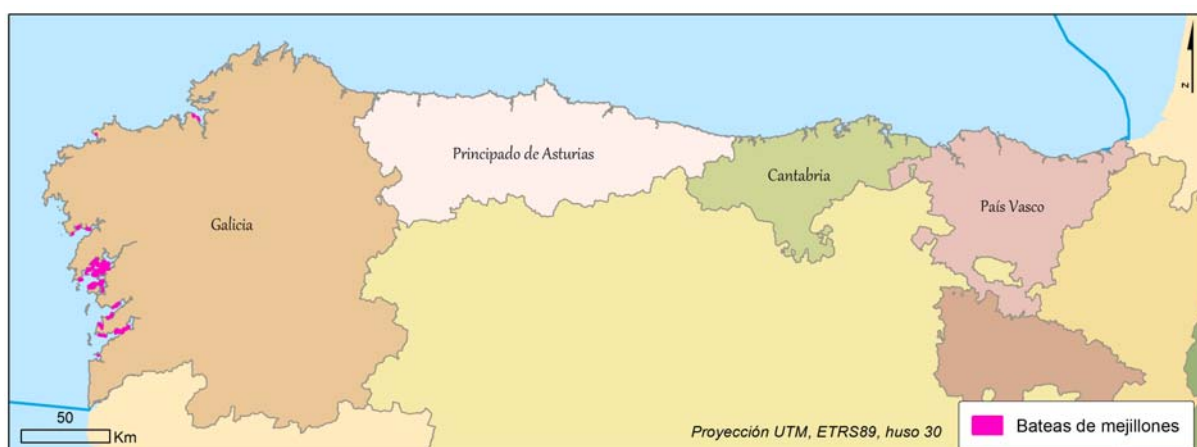 Principado de Asturias
Cantabria
Galicia
País Vasco
N
50
Km
Proyección UTM, ETRS89, huso 30
Bateas de mejillones